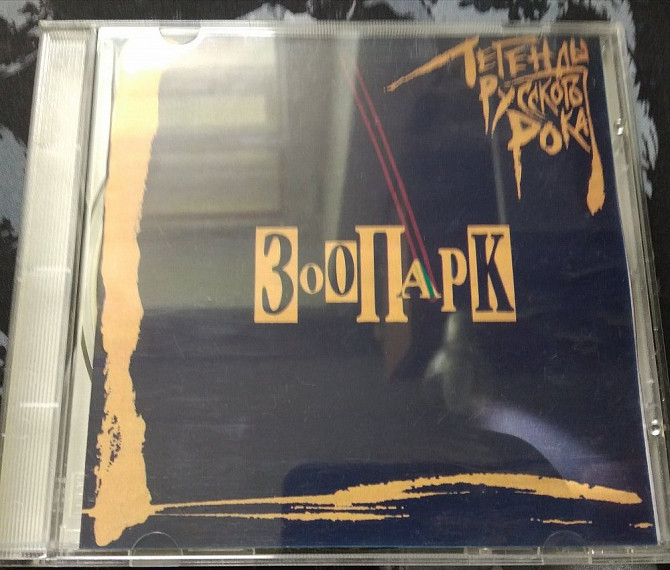 Легенды
Русского
Рока
ЗооПАрК